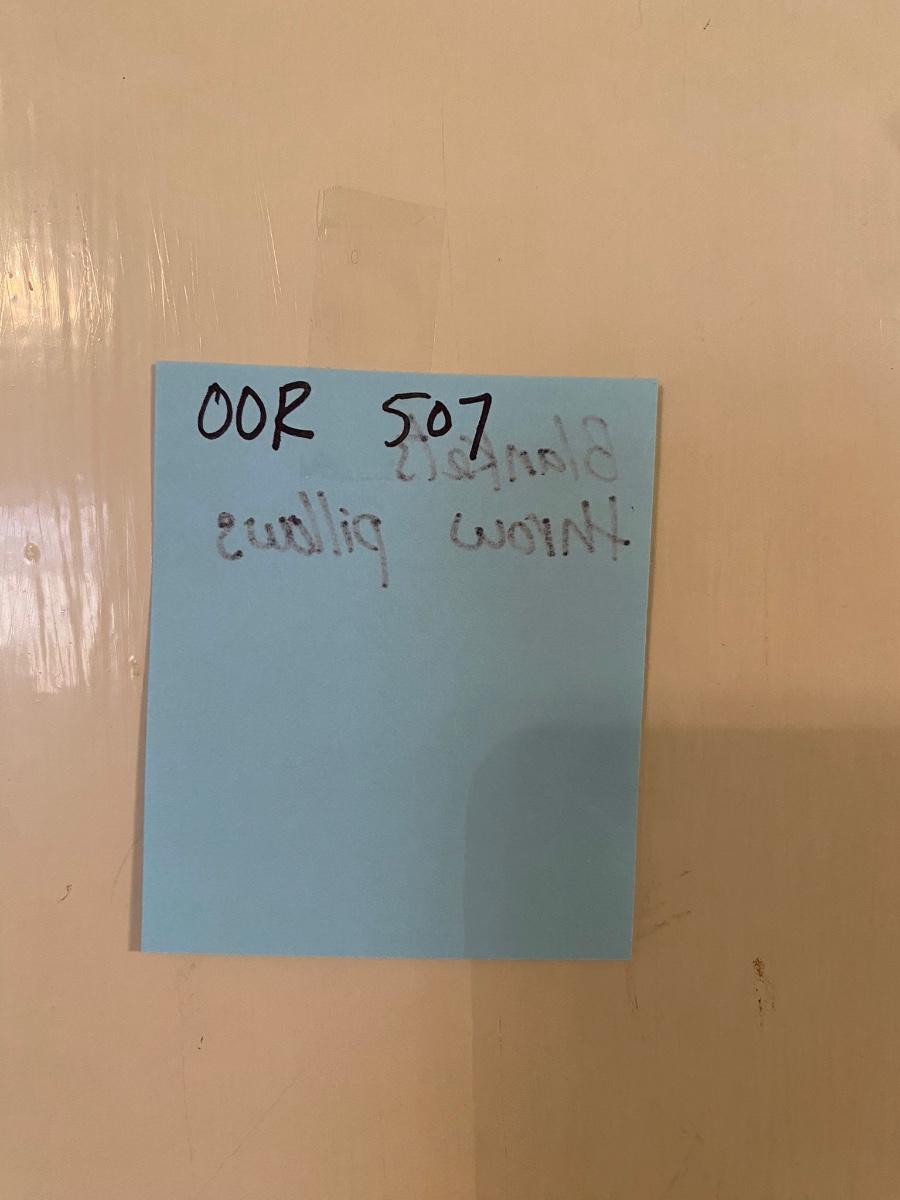 OOR 507
Blankets
throw pillows